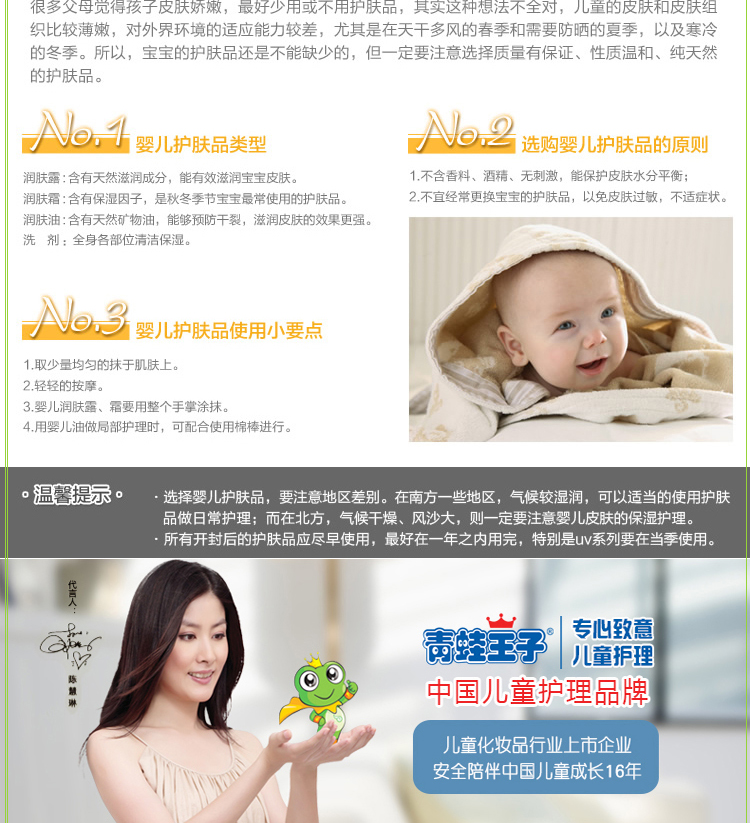 很多父母觉得孩子皮肤娇嫩，最好少用或不用护肤品，其实这种想法不全对，儿童的皮肤和皮肤组
织比较薄嫩，对外界环境的适应能力较差，尤其是在天干多风的春季和需要防晒的夏季，以及寒冷
的冬季。所以，宝宝的护肤品还是不能缺少的，但一定要注意选择质量有保证、性质温和、纯天然
的护肤品。
No.1 婴儿护肤品类型
润肤露：含有天然滋润成分，能有效滋润宝宝皮肤。
润肤霜：含有保湿因子，是秋冬季节宝宝最常使用的护肤品。
润肤油：含有天然矿物油，能够预防干裂，滋润皮肤的效果更强。
洗 剂：全身各部位清洁保湿。
No.2 选购婴儿护肤品的原则
1.不含香料、酒精、无刺激，能保护皮肤水分平衡；
2.不宜经常更换宝宝的护肤品，以免皮肤过敏，不适症状。
No.3 婴儿护肤品使用小要点
1.取少量均匀的抹于肌肤上。
2.轻轻的按摩。
3.婴儿润肤露、霜要用整个手掌涂抹。
4.用婴儿油做局部护理时，可配合使用棉棒进行。
·温馨提示·
·选择婴儿护肤品，要注意地区差别。在南方一些地区，气候较湿润，可以适当的使用护肤
品做日常护理；而在北方，气候干燥、风沙大，则一定要注意婴儿皮肤的保湿护理。
·所有开封后的护肤品应尽早使用，最好在一年之内用完，特别是uv系列要在当季使用。
代言人：
陈慧琳
青蛙王子®
专心致意
儿童护理
中国儿童护理品牌
儿童化妆品行业上市企业
安全陪伴中国儿童成长16年